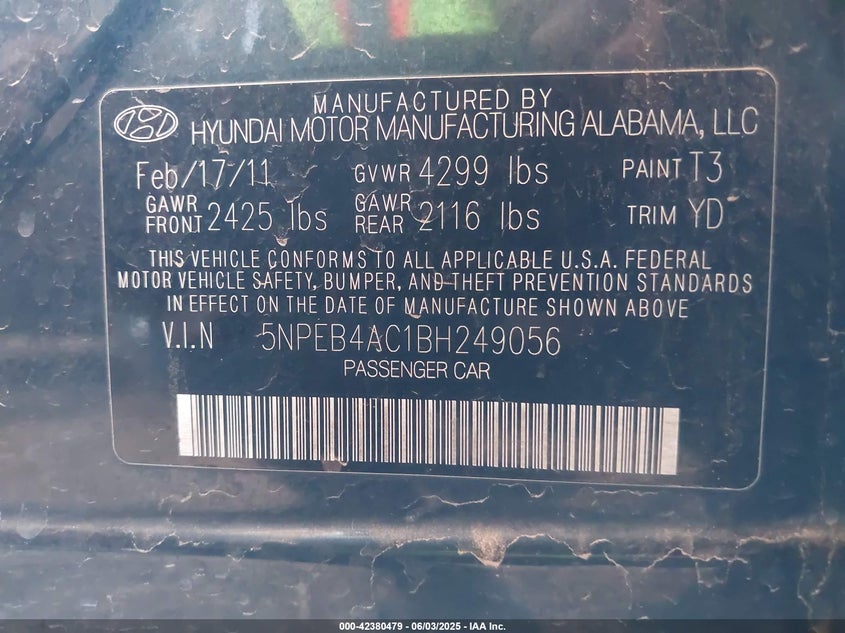 MANUFACTURED BY
HYUNDAI MOTOR MANUFACTURING ALABAMA, LLC
Feb/17/11 GVWR 4299 lbs PAINT T3
GAWR FRONT 2425 lbs GAWR REAR 2116 lbs TRIM YD
THIS VEHICLE CONFORMS TO ALL APPLICABLE U.S.A. FEDERAL
MOTOR VEHICLE SAFETY, BUMPER, AND THEFT PREVENTION STANDARDS
IN EFFECT ON THE DATE OF MANUFACTURE SHOWN ABOVE
V.I.N 5NPEB4AC1BH249056
PASSENGER CAR
000-42380479 - 06/03/2025 - IAA Inc.